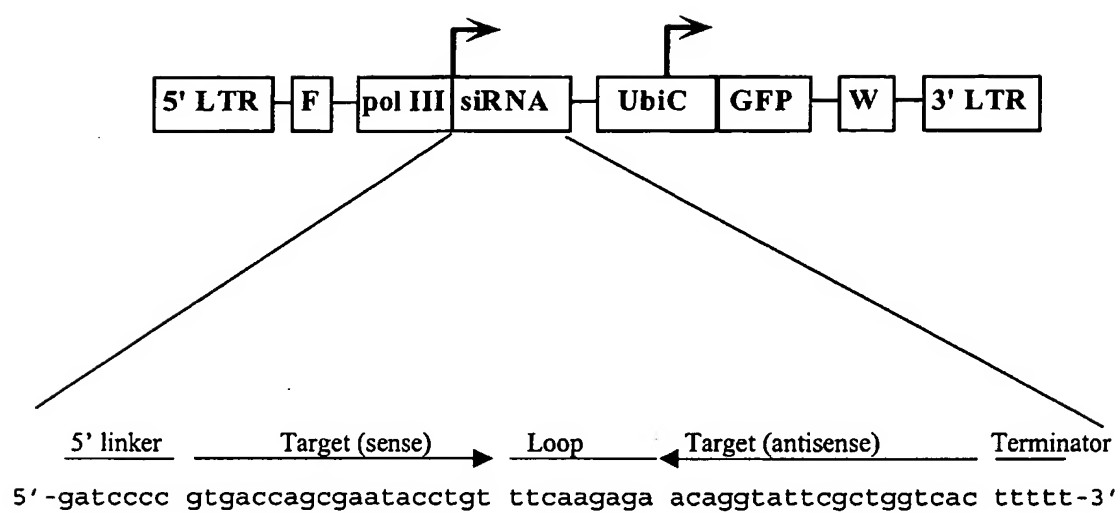 5' LTR F pol III siRNA UbiC GFP W 3' LTR
5' linker Target (sense) Loop Target (antisense) Terminator
5'-gatcccc gtgaccagcgaatacctgt ttcaagaga acaggtattcgctggtcac ttttt-3'